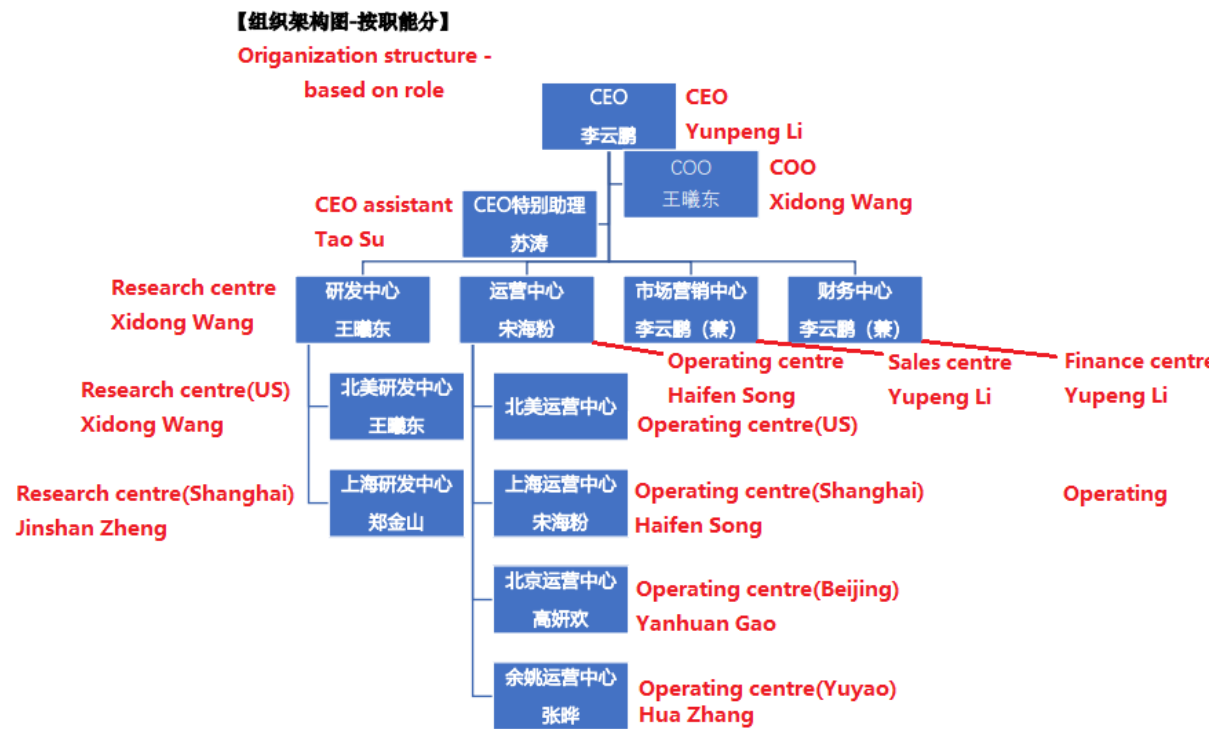 【组织架构图-按职能分】
Origanization structure -
based on role
CEO
李云鹏
CEO
Yunpeng Li
COO
王曦东
COO
Xidong Wang
CEO assistant
Tao Su
CEO特别助理
苏涛
Research centre
Xidong Wang
研发中心
王曦东
运营中心
宋海粉
市场营销中心
李云鹏（兼）
财务中心
李云鹏（兼）
Operating centre
Haifen Song
Sales centre
Yupeng Li
Finance centre
Yupeng Li
Research centre(US)
Xidong Wang
北美研发中心
王曦东
北美运营中心
Operating centre(US)
Research centre(Shanghai)
Jinshan Zheng
上海研发中心
郑金山
上海运营中心
宋海粉
Operating centre(Shanghai)
Haifen Song
Operating
北京运营中心
高妍欢
Operating centre(Beijing)
Yanhuan Gao
余姚运营中心
张晔
Operating centre(Yuyao)
Hua Zhang